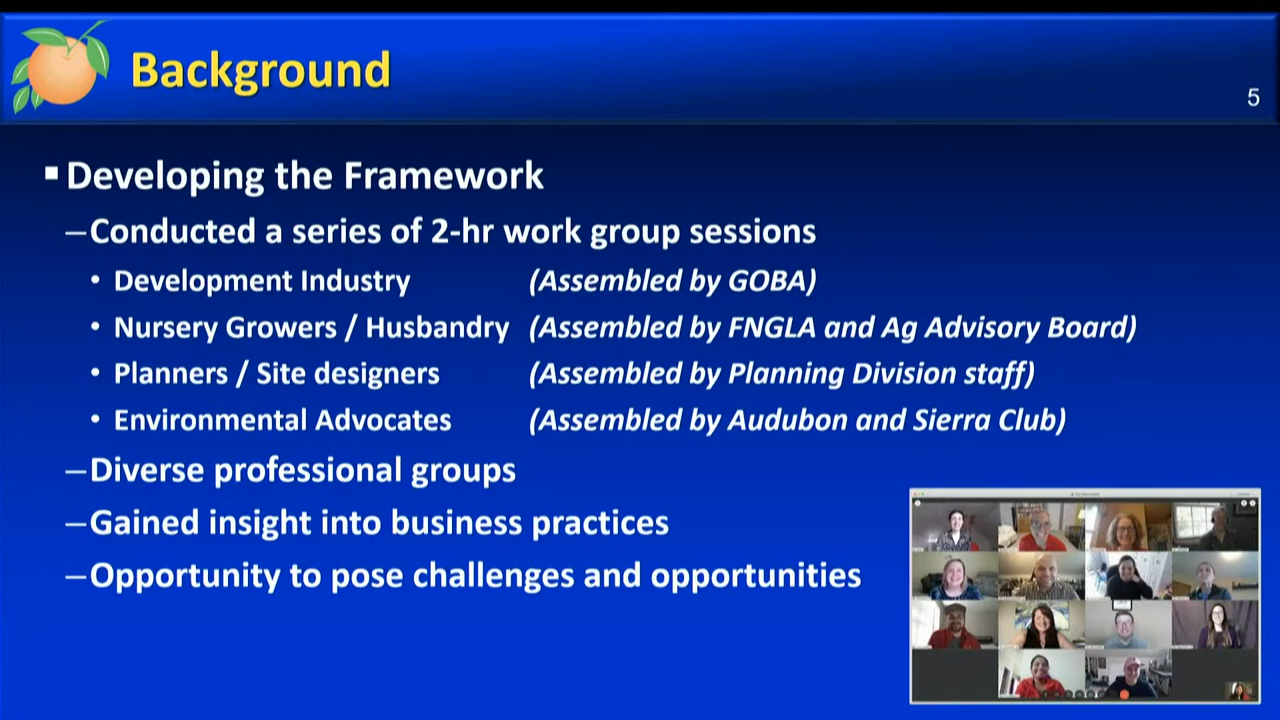 Background
5
Developing the Framework
–Conducted a series of 2-hr work group sessions
• Development Industry (Assembled by GOBA)
• Nursery Growers / Husbandry (Assembled by FNGLA and Ag Advisory Board)
• Planners / Site designers (Assembled by Planning Division staff)
• Environmental Advocates (Assembled by Audubon and Sierra Club)
–Diverse professional groups
–Gained insight into business practices
–Opportunity to pose challenges and opportunities